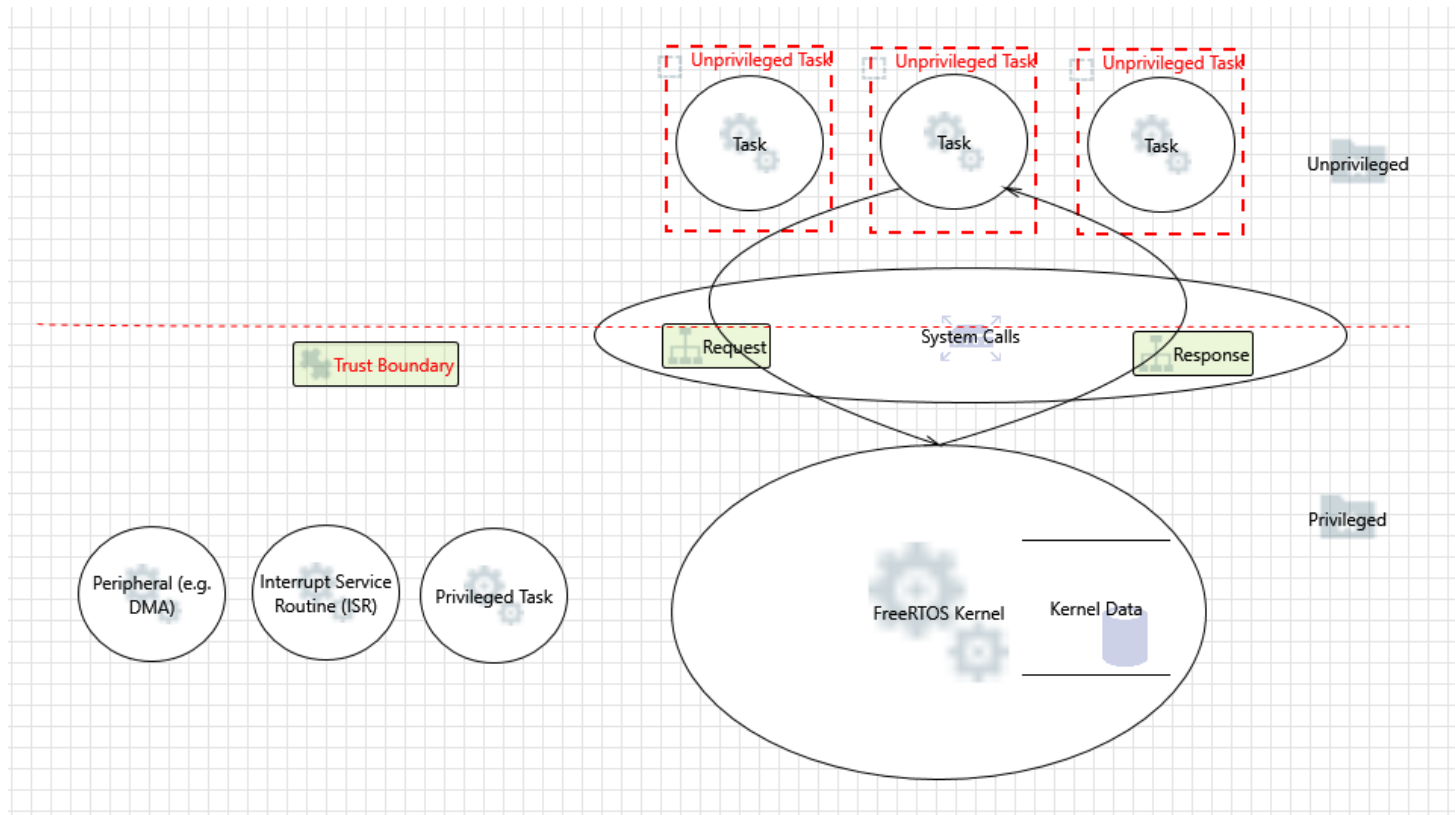 Unprivileged Task
Unprivileged Task
Unprivileged Task
Task
Task
Task
Unprivileged
System Calls
Request
Response
Trust Boundary
Privileged
Peripheral (e.g.
DMA)
Interrupt Service
Routine (ISR)
Privileged Task
FreeRTOS Kernel
Kernel Data